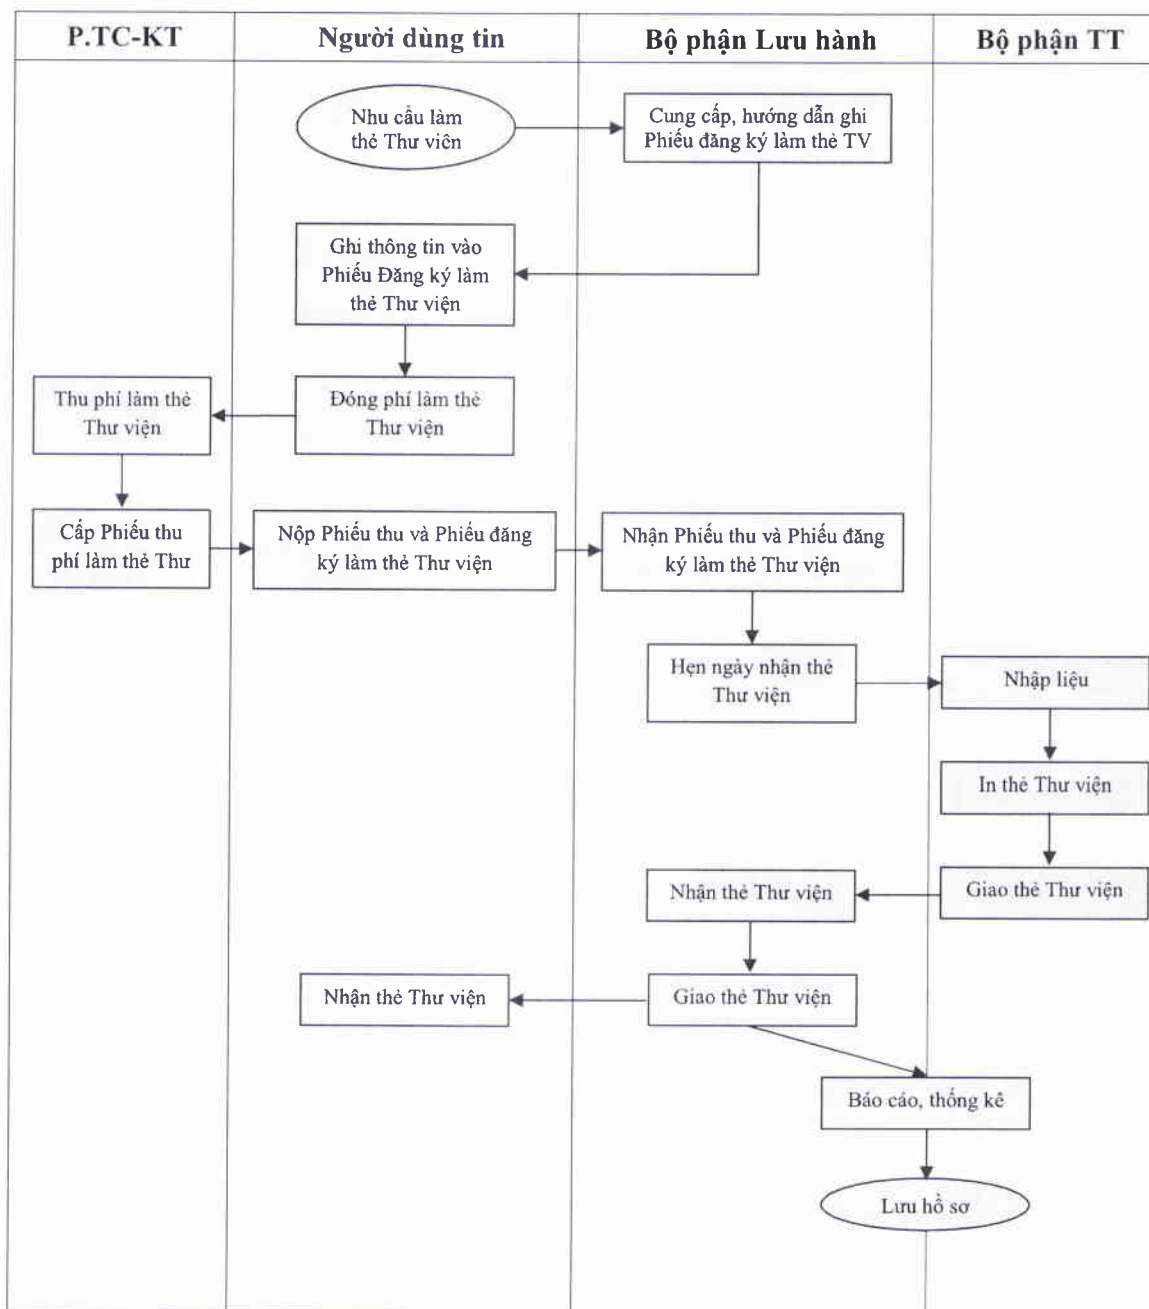 P.TC-KT
Người dùng tin
Bộ phận Lưu hành
Bộ phận TT
Nhu cầu làm
thẻ Thư viên
Cung cấp, hướng dẫn ghi
Phiếu đăng ký làm thẻ TV
Ghi thông tin vào
Phiếu Đăng ký làm
thẻ Thư viện
Thu phí làm thẻ
Thư viện
Đóng phí làm thẻ
Thư viện
Cấp Phiếu thu
phí làm thẻ Thư
Nộp Phiếu thu và Phiếu đăng
ký làm thẻ Thư viện
Nhận Phiếu thu và Phiếu đăng
ký làm thẻ Thư viện
Hẹn ngày nhận thẻ
Thư viện
Nhập liệu
In thẻ Thư viện
Nhận thẻ Thư viện
Giao thẻ Thư viện
Nhận thẻ Thư viện
Giao thẻ Thư viện
Báo cáo, thống kê
Lưu hồ sơ